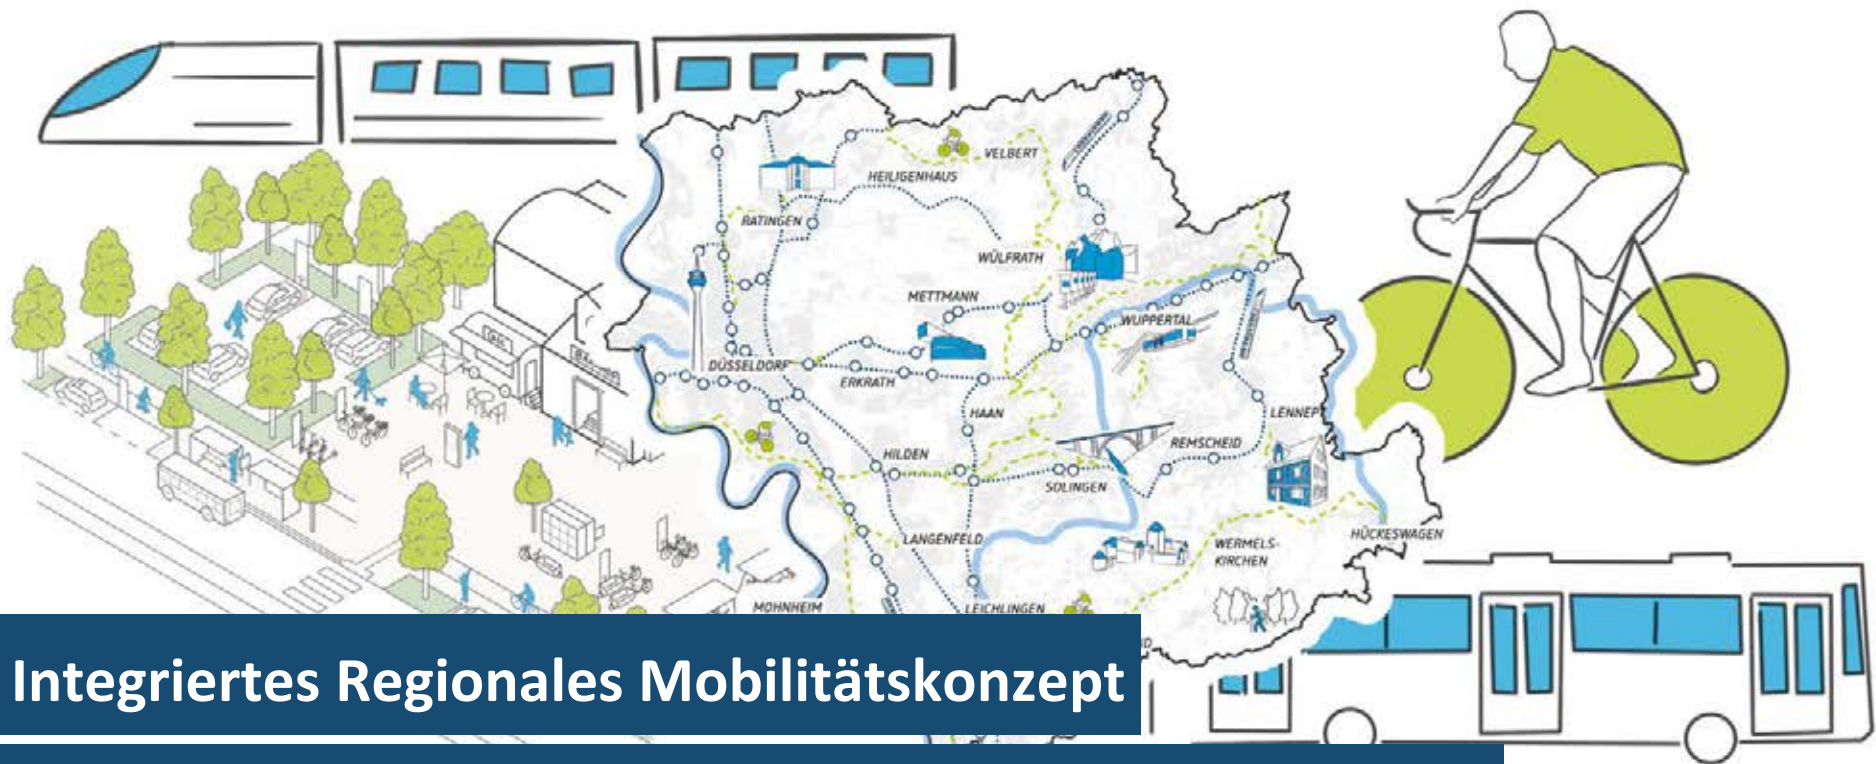 VELBERT
HEILIGENHAUS
RATINGEN
WÜLFRATH
METTMANN
WUPPERTAL
DÜSSELDORF
ERKRATH
HAAN
LENNEP
HILDEN
REMSCHEID
SOLINGEN
LANGENFELD
HÜCKESWAGEN
WERMELS-
KIRCHEN
MOHNHEIM
LEICHLINGEN
Integriertes Regionales Mobilitätskonzept